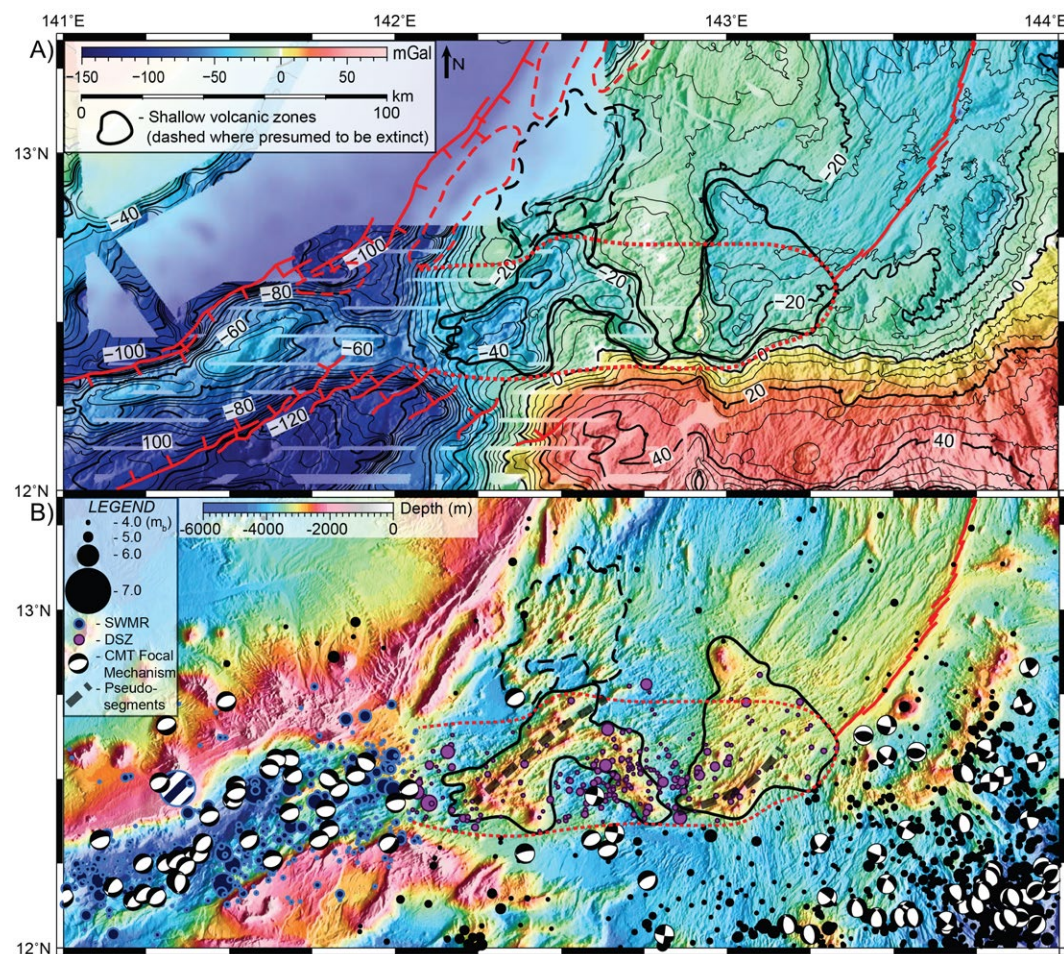 141°E 142°E 143°E 144°E
A)
mGal
−150 −100 −50 0 50
N
km
0 100
- Shallow volcanic zones
(dashed where presumed to be extinct)
13°N
−20
−40
−100
−20
−80
−20
−60
0
−20
−60
−100
−40
0
0
−80
20
−120
100
40
40
12°N
B)
LEGEND
-6000 -4000 -2000 0 Depth (m)
- 4.0 (mb)
- 5.0
- 6.0
- 7.0
13°N
- SWMR
- DSZ
- CMT Focal
Mechanism
- Pseudo-
segments
12°N